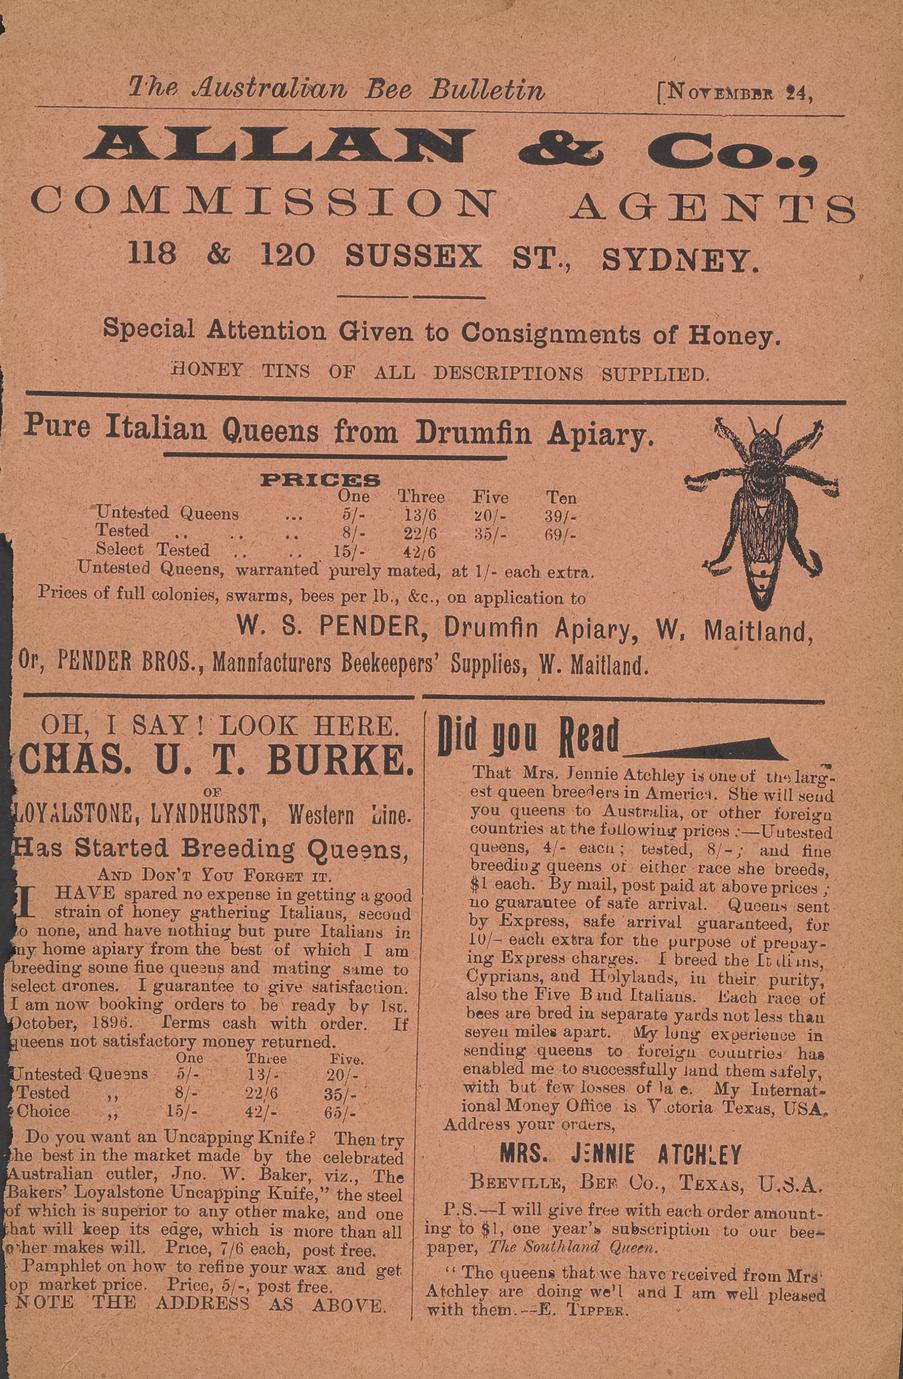 The Australian Bee Bulletin [NOVEMBER 24,
ALLAN & Co.,
COMMISSION AGENTS
118 & 120 SUSSEX ST., SYDNEY.
Special Attention Given to Consignments of Honey.
HONEY TINS OF ALL DESCRIPTIONS SUPPLIED.
Pure Italian Queens from Drumfin Apiary.
PRICES
One Three Five Ten
Untested Queens ... 5/- 13/6 20/- 39/-
Tested .. .. .. 8/- 22/6 35/- 69/-
Select Tested .. .. 15/- 42/6
Untested Queens, warranted purely mated, at 1/- each extra.
Prices of full colonies, swarms, bees per lb., &c., on application to
W. S. PENDER, Drumfin Apiary, W. Maitland,
Or, PENDER BROS., Mannfacturers Beekeepers' Supplies, W. Maitland.
OH, I SAY! LOOK HERE.
CHAS. U. T. BURKE.
OF
LOYALSTONE, LYNDHURST, Western Line.
Has Started Breeding Queens,
AND DON'T YOU FORGET IT.
I HAVE spared no expense in getting a good
strain of honey gathering Italians, second
to none, and have nothing but pure Italians in
my home apiary from the best of which I am
breeding some fine queens and mating same to
select drones. I guarantee to give satisfaction.
I am now booking orders to be ready by 1st.
October, 1896. Terms cash with order. If
queens not satisfactory money returned.
One Three Five.
Untested Queens 5/- 13/- 20/-
Tested ,, 8/- 22/6 35/-
Choice ,, 15/- 42/- 65/-
Do you want an Uncapping Knife? Then try
the best in the market made by the celebrated
Australian cutler, Jno. W. Baker, viz., The
Bakers' Loyalstone Uncapping Knife," the steel
of which is superior to any other make, and one
that will keep its edge, which is more than all
other makes will. Price, 7/6 each, post free.
Pamphlet on how to refine your wax and get
top market price. Price, 5/-, post free.
NOTE THE ADDRESS AS ABOVE.
Did you Read
That Mrs. Jennie Atchley is one of the larg-
est queen breeders in America. She will send
you queens to Australia, or other foreign
countries at the following prices :—Untested
queens, 4/- each; tested, 8/-; and fine
breeding queens of either race she breeds,
$1 each. By mail, post paid at above prices;
no guarantee of safe arrival. Queens sent
by Express, safe arrival guaranteed, for
10/- each extra for the purpose of prepay-
ing Express charges. I breed the Italians,
Cyprians, and Holylands, in their purity,
also the Five Band Italians. Each race of
bees are bred in separate yards not less than
seven miles apart. My long experience in
sending queens to foreign countries has
enabled me to successfully land them safely,
with but few losses of late. My Internat-
ional Money Office is Victoria Texas, USA.
Address your orders,
MRS. JENNIE ATCHLEY
BEEVILLE, BEE Co., TEXAS, U.S.A.
P.S.—I will give free with each order amount-
ing to $1, one year's subscription to our bee-
paper, The Southland Queen.
"The queens that we have received from Mrs
Atchley are doing we'l and I am well pleased
with them.—E. TIPPER.